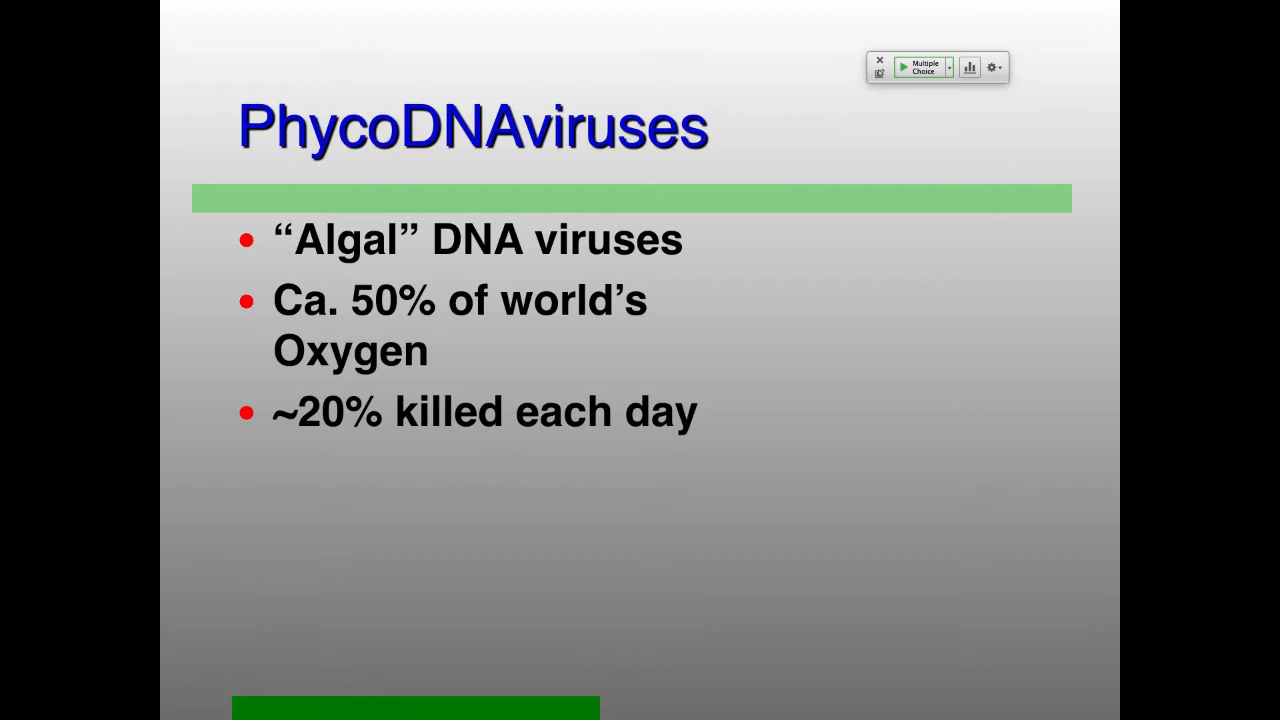 Multiple
Choice
PhycoDNAviruses
• “Algal” DNA viruses
• Ca. 50% of world’s
Oxygen
• ~20% killed each day